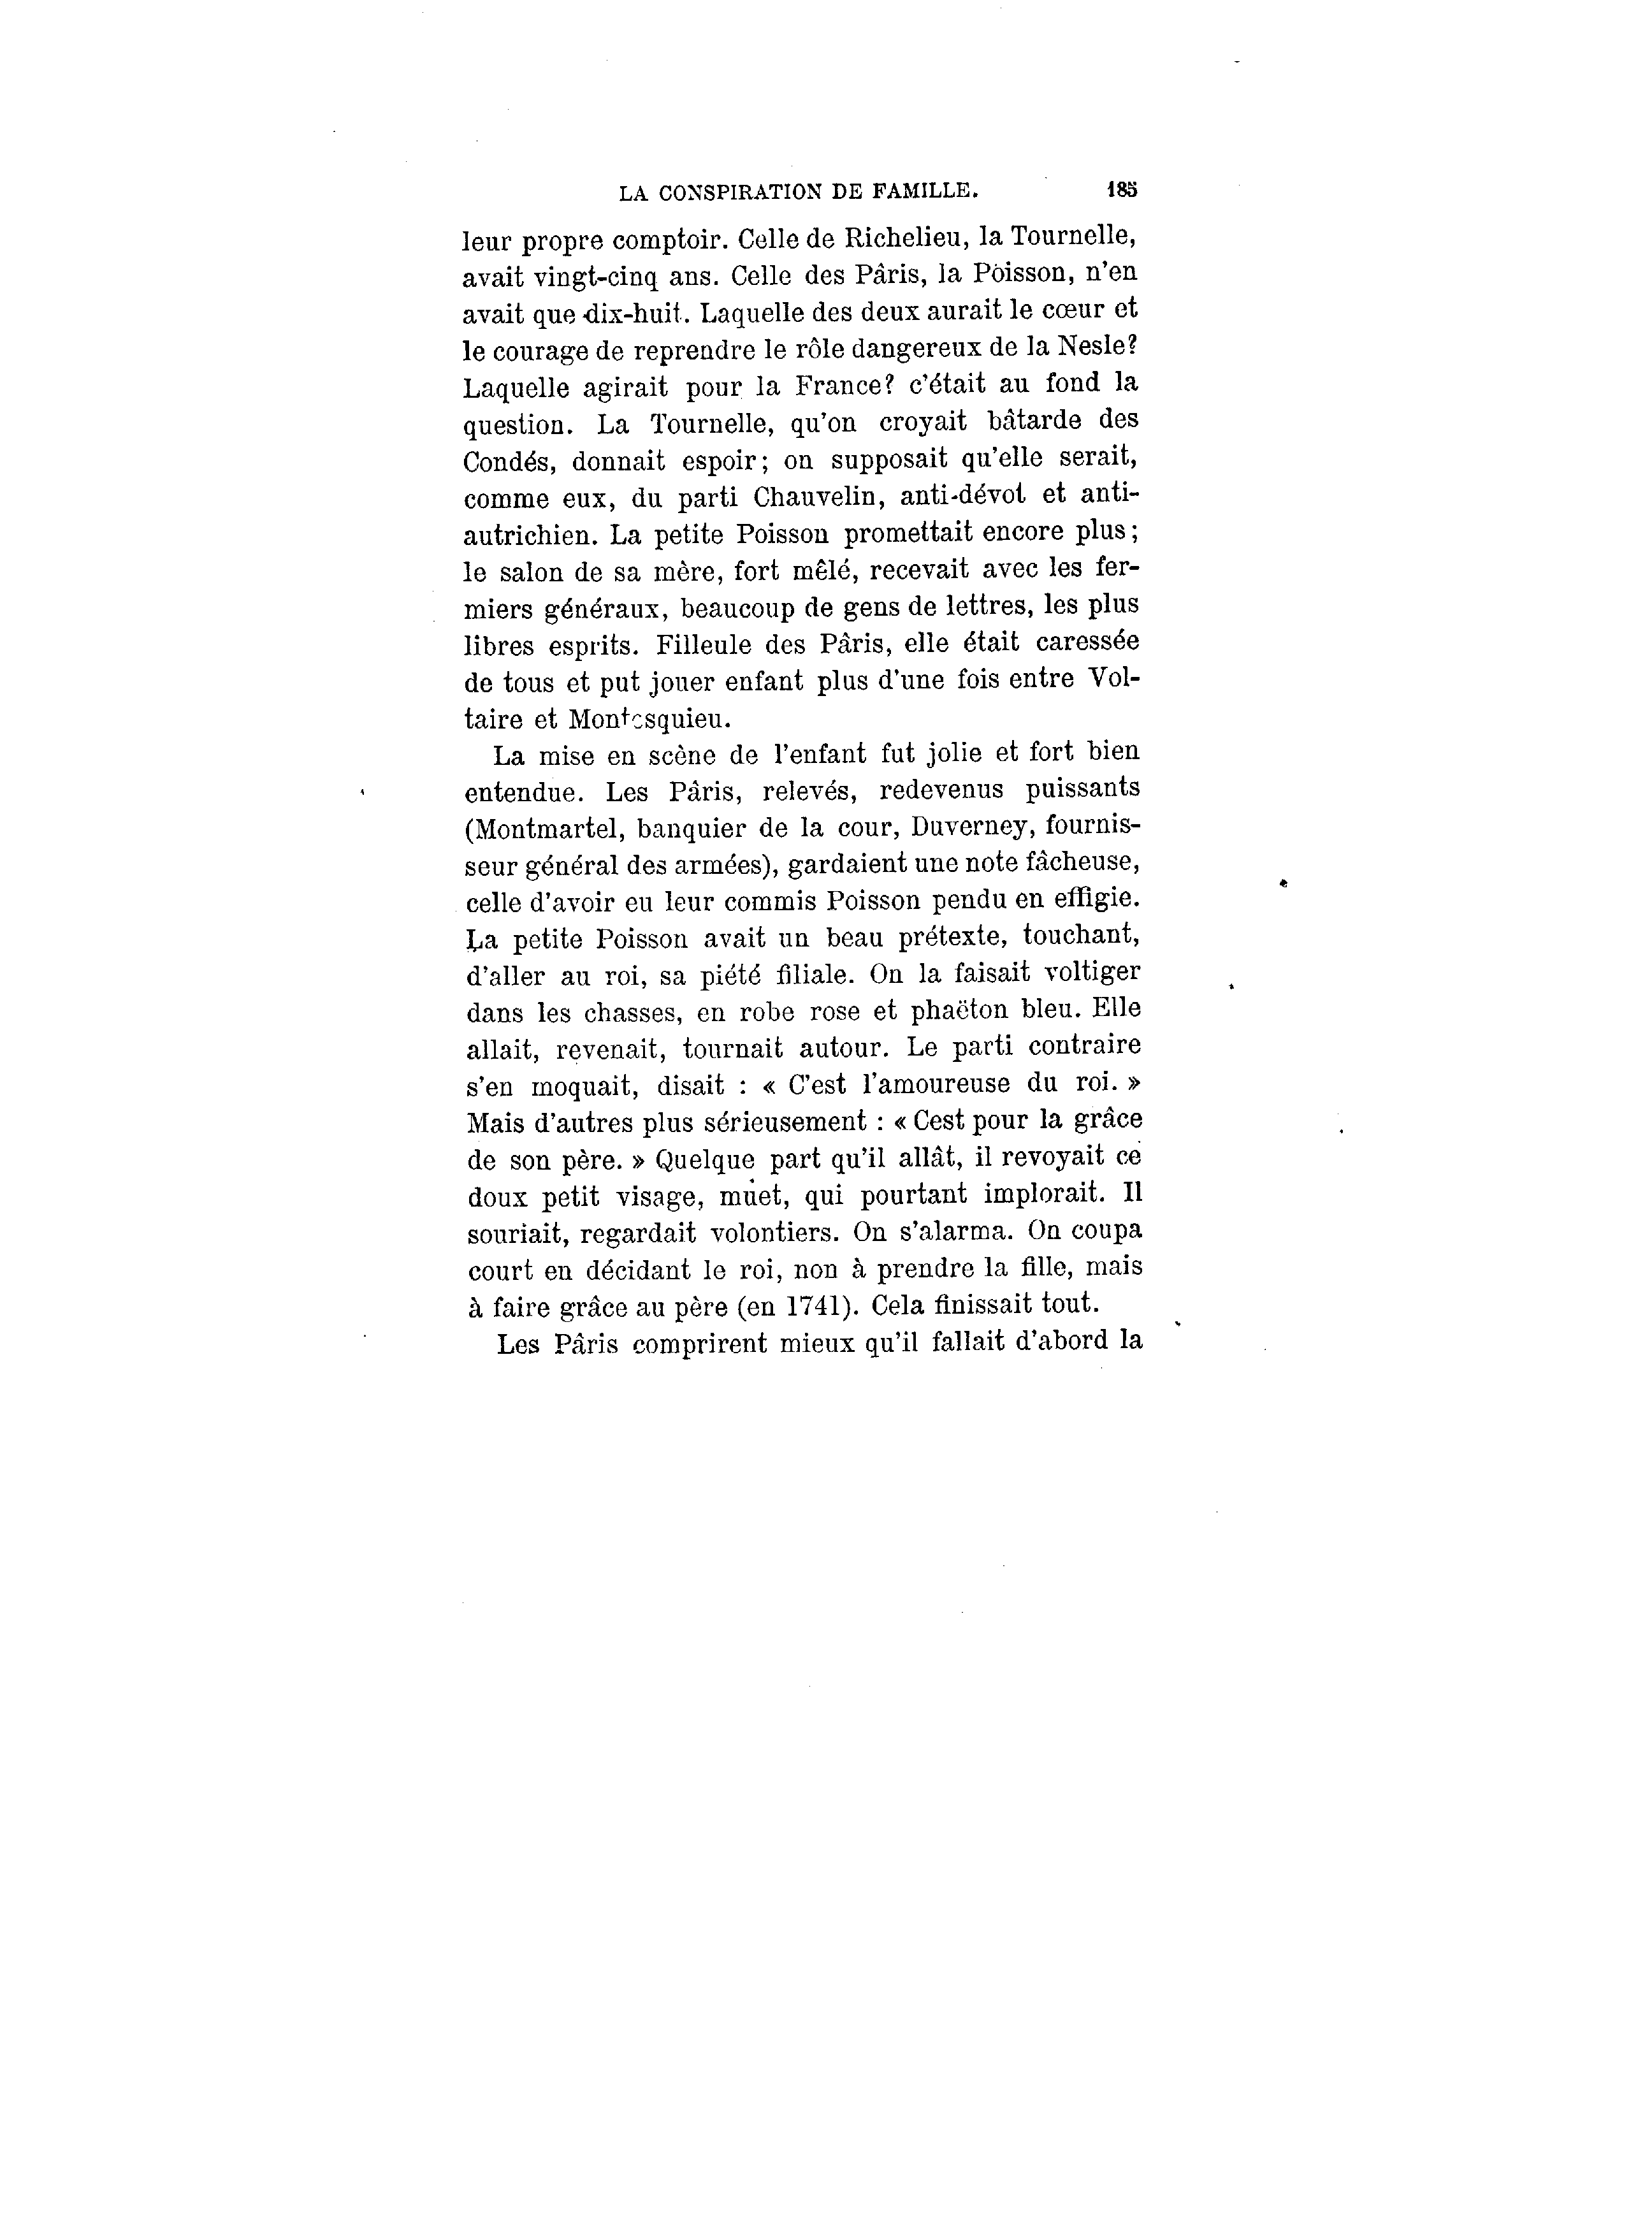 LA CONSPIRATION DE FAMILLE. 185
leur propre comptoir. Celle de Richelieu, la Tournelle,
avait vingt-cinq ans. Celle des Pâris, la Poisson, n'en
avait que dix-huit. Laquelle des deux aurait le cœur et
le courage de reprendre le rôle dangereux de la Nesle?
Laquelle agirait pour la France? c'était au fond la
question. La Tournelle, qu'on croyait bâtarde des
Condés, donnait espoir; on supposait qu'elle serait,
comme eux, du parti Chauvelin, anti-dévot et anti-
autrichien. La petite Poisson promettait encore plus;
le salon de sa mère, fort mêlé, recevait avec les fer-
miers généraux, beaucoup de gens de lettres, les plus
libres esprits. Filleule des Pâris, elle était caressée
de tous et put jouer enfant plus d'une fois entre Vol-
taire et Montesquieu.
La mise en scène de l'enfant fut jolie et fort bien
entendue. Les Pâris, relevés, redevenus puissants
(Montmartel, banquier de la cour, Duverney, fournis-
seur général des armées), gardaient une note fâcheuse,
celle d'avoir eu leur commis Poisson pendu en effigie.
La petite Poisson avait un beau prétexte, touchant,
d'aller au roi, sa piété filiale. On la faisait voltiger
dans les chasses, en robe rose et phaëton bleu. Elle
allait, revenait, tournait autour. Le parti contraire
s'en moquait, disait : « C'est l'amoureuse du roi. »
Mais d'autres plus sérieusement : « Cest pour la grâce
de son père. » Quelque part qu'il allât, il revoyait ce
doux petit visage, muet, qui pourtant implorait. Il
souriait, regardait volontiers. On s'alarma. On coupa
court en décidant le roi, non à prendre la fille, mais
à faire grâce au père (en 1741). Cela finissait tout.
Les Pâris comprirent mieux qu'il fallait d'abord la